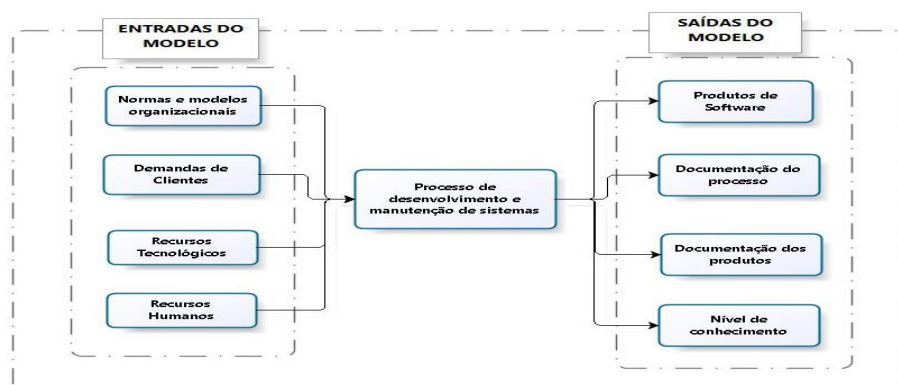 ENTRADAS DO
MODELO
Normas e modelos
organizacionais
Demandas de
Clientes
Recursos
Tecnológicos
Recursos
Humanos
Processo de
desenvolvimento e
manutenção de sistemas
SAÍDAS DO
MODELO
Produtos de
Software
Documentação do
processo
Documentação dos
produtos
Nível de
conhecimento